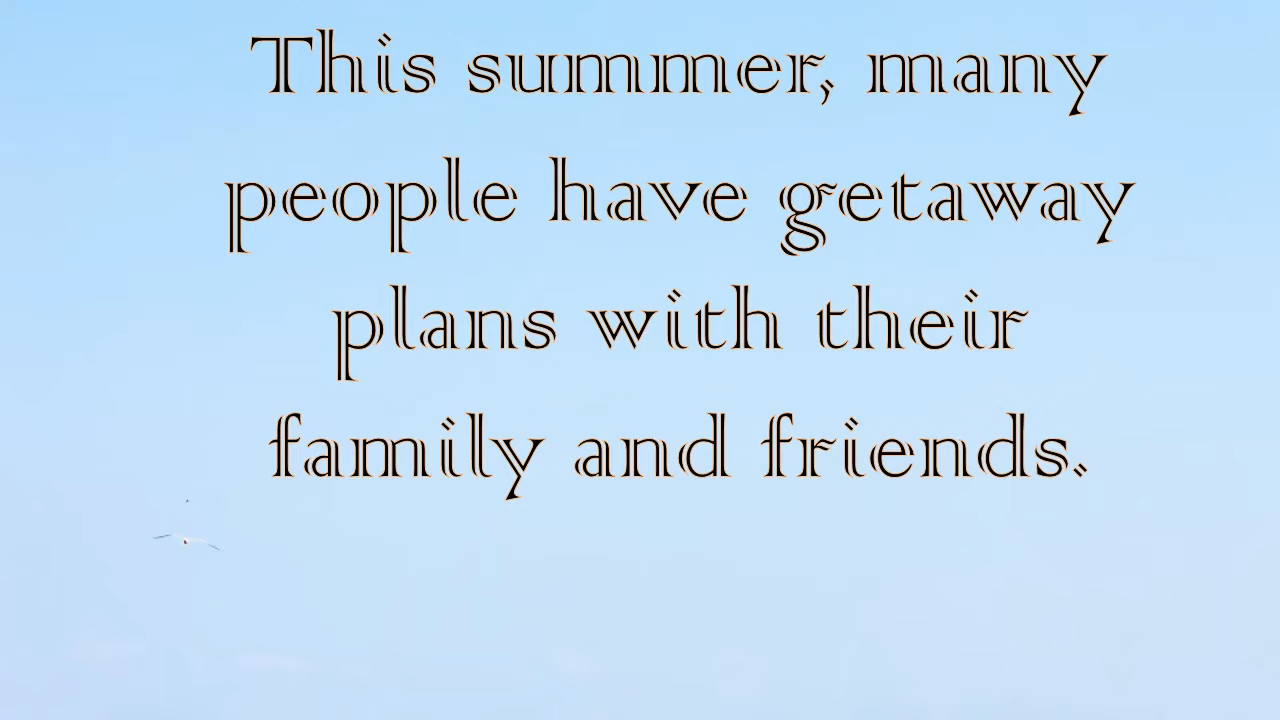 This summer, many
people have getaway
plans with their
family and friends.